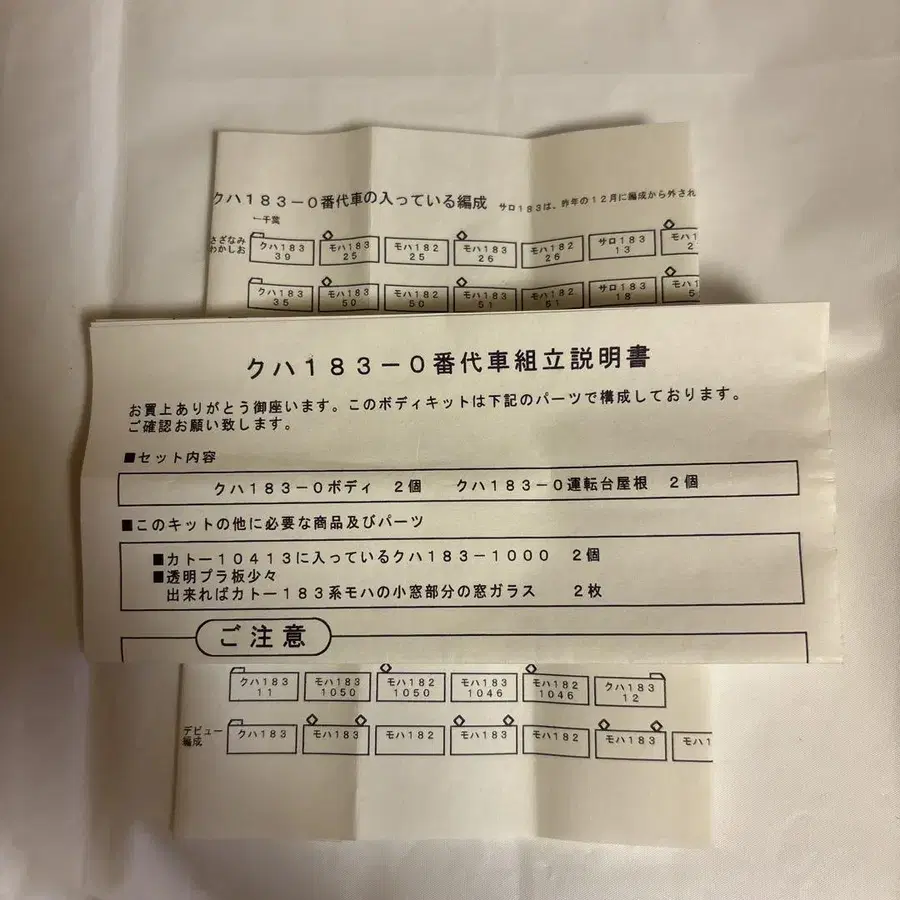 クハ183-0番代車の入っている編成 サロ183は、昨年の12月に編成から外され
←千葉
さざなみ
わかしお
クハ183 39 モハ183 25 モハ182 25 モハ183 26 モハ182 26 サロ183 13 モハ1
クハ183 35 モハ183 50 モハ182 50 モハ183 51 モハ182 51 サロ183 18 モハ1
クハ183-0番代車組立説明書
お買上ありがとう御座います。このボディキットは下記のパーツで構成しております。
ご確認お願い致します。
■セット内容
クハ183-0ボディ 2個 クハ183-0運転台屋根 2個
■このキットの他に必要な商品及びパーツ
■カトー10413に入っているクハ183-1000 2個
■透明プラ板少々
出来ればカトー183系モハの小窓部分の窓ガラス 2枚
ご注意
クハ183 11 モハ183 1050 モハ182 1050 モハ183 1046 モハ182 1046 クハ183 12
デビュー
編成
クハ183 モハ183 モハ182 モハ183 モハ182 モハ183 モハ1